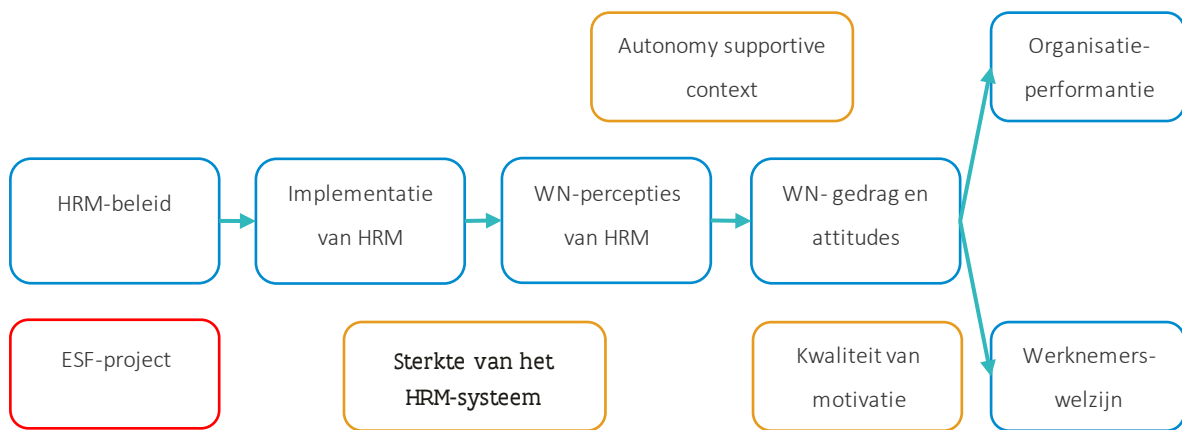 Autonomy supportive
context
Organisatie-
performantie
HRM-beleid
Implementatie
van HRM
WN-percepties
van HRM
WN- gedrag en
attitudes
ESF-project
Sterkte van het
HRM-systeem
Kwaliteit van
motivatie
Werknemers-
welzijn